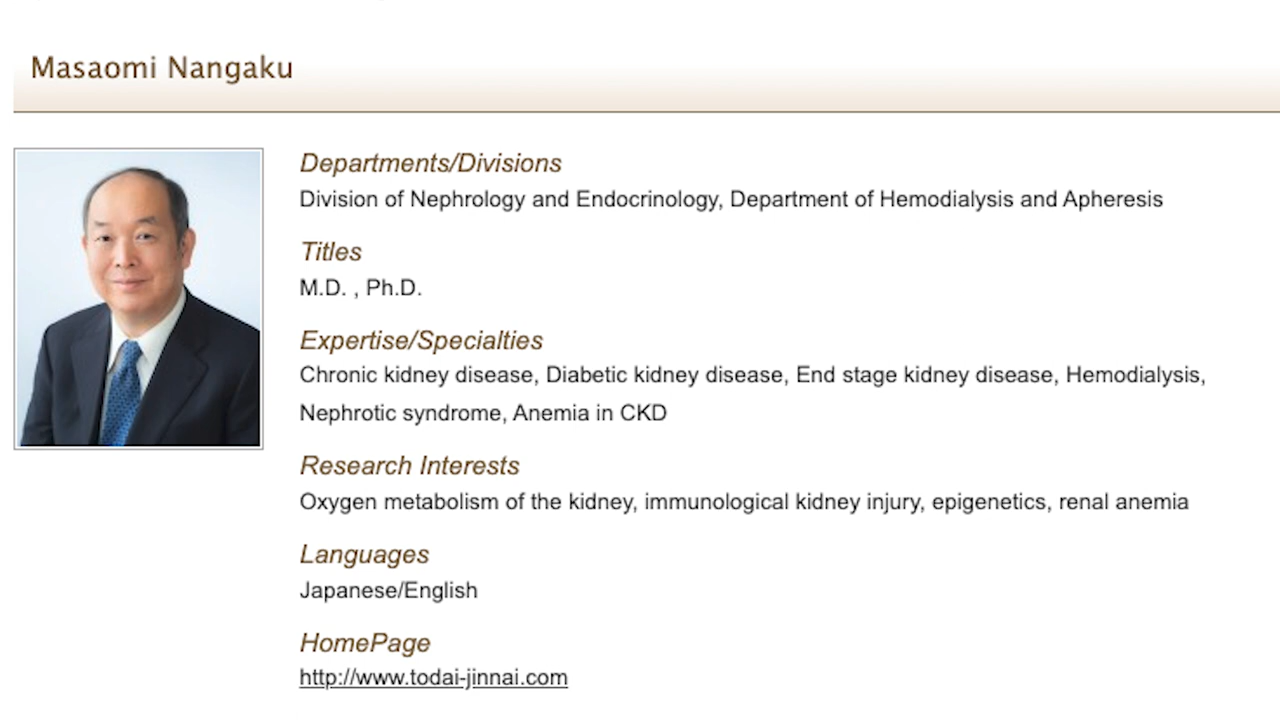 Masaomi Nangaku
Departments/Divisions
Division of Nephrology and Endocrinology, Department of Hemodialysis and Apheresis
Titles
M.D. , Ph.D.
Expertise/Specialties
Chronic kidney disease, Diabetic kidney disease, End stage kidney disease, Hemodialysis,
Nephrotic syndrome, Anemia in CKD
Research Interests
Oxygen metabolism of the kidney, immunological kidney injury, epigenetics, renal anemia
Languages
Japanese/English
HomePage
http://www.todai-jinnai.com